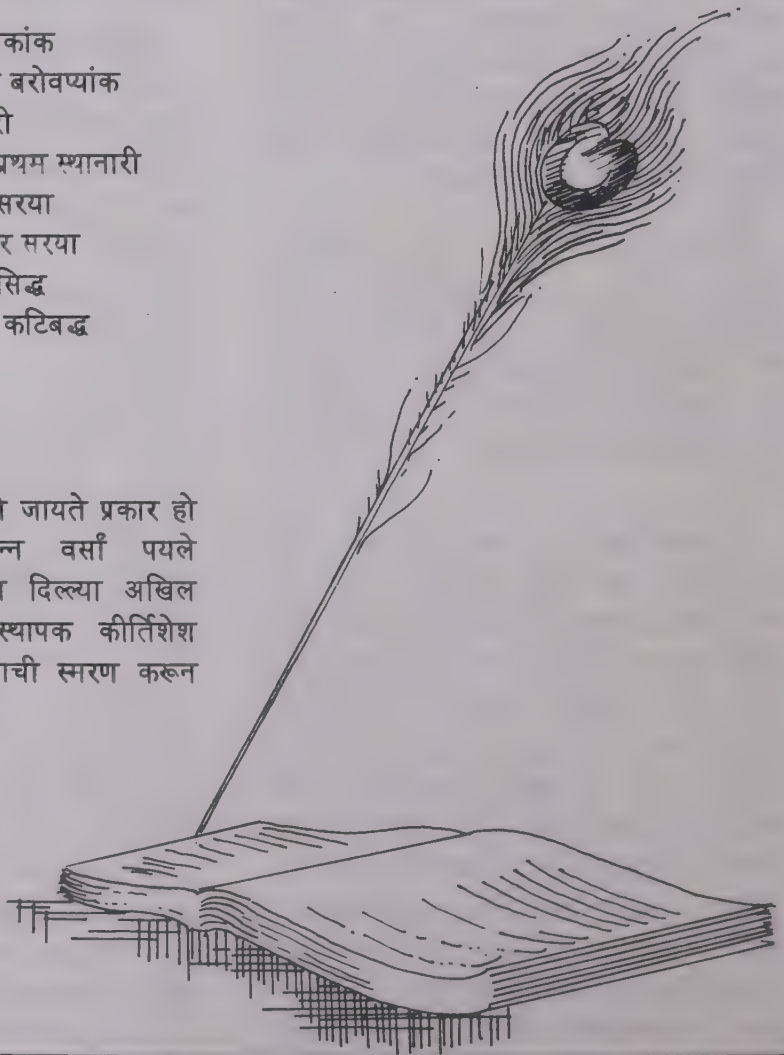 कांक
बरोवप्यांक
री
प्रथम स्थानारी
सरया
र सरया
सिद्ध
कटिबद्ध
जायते प्रकार हो
न्न वर्सां पयले
दिल्ल्या अखिल
स्थापक कीर्तिशेश
ाची स्मरण करून